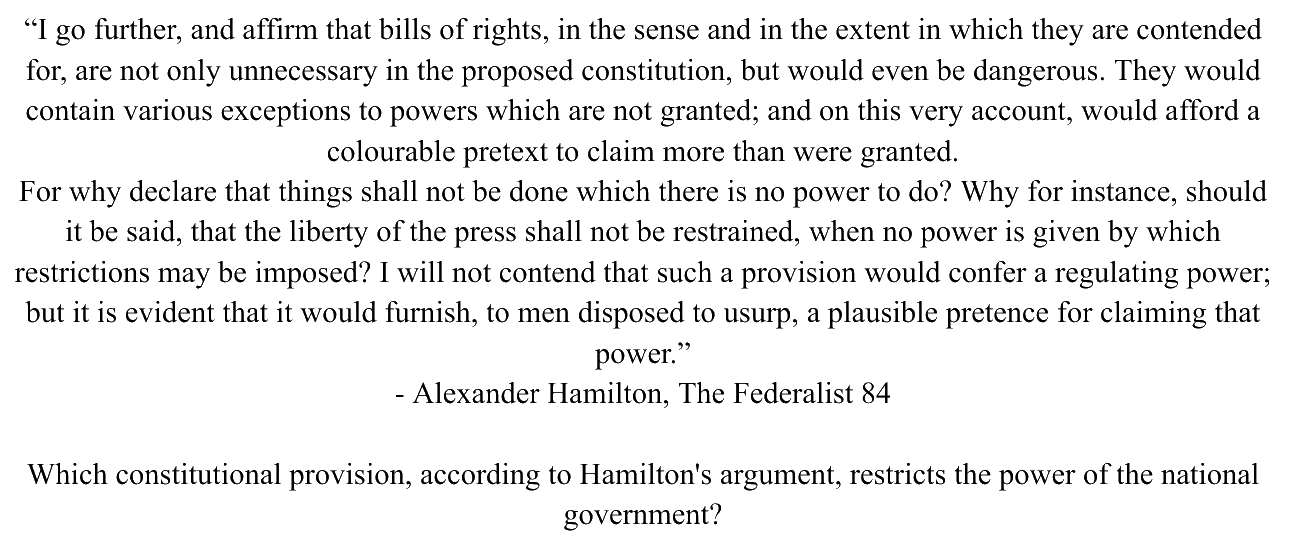 “I go further, and affirm that bills of rights, in the sense and in the extent in which they are contended
for, are not only unnecessary in the proposed constitution, but would even be dangerous. They would
contain various exceptions to powers which are not granted; and on this very account, would afford a
colourable pretext to claim more than were granted.
For why declare that things shall not be done which there is no power to do? Why for instance, should
it be said, that the liberty of the press shall not be restrained, when no power is given by which
restrictions may be imposed? I will not contend that such a provision would confer a regulating power;
but it is evident that it would furnish, to men disposed to usurp, a plausible pretence for claiming that
power.”
- Alexander Hamilton, The Federalist 84
Which constitutional provision, according to Hamilton's argument, restricts the power of the national
government?